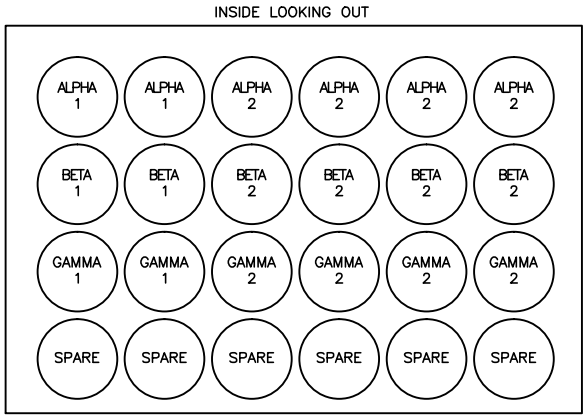 INSIDE LOOKING OUT
ALPHA ALPHA ALPHA ALPHA ALPHA ALPHA
1 1 2 2 2 2
BETA BETA BETA BETA BETA BETA
1 1 2 2 2 2
GAMMA GAMMA GAMMA GAMMA GAMMA GAMMA
1 1 2 2 2 2
SPARE SPARE SPARE SPARE SPARE SPARE